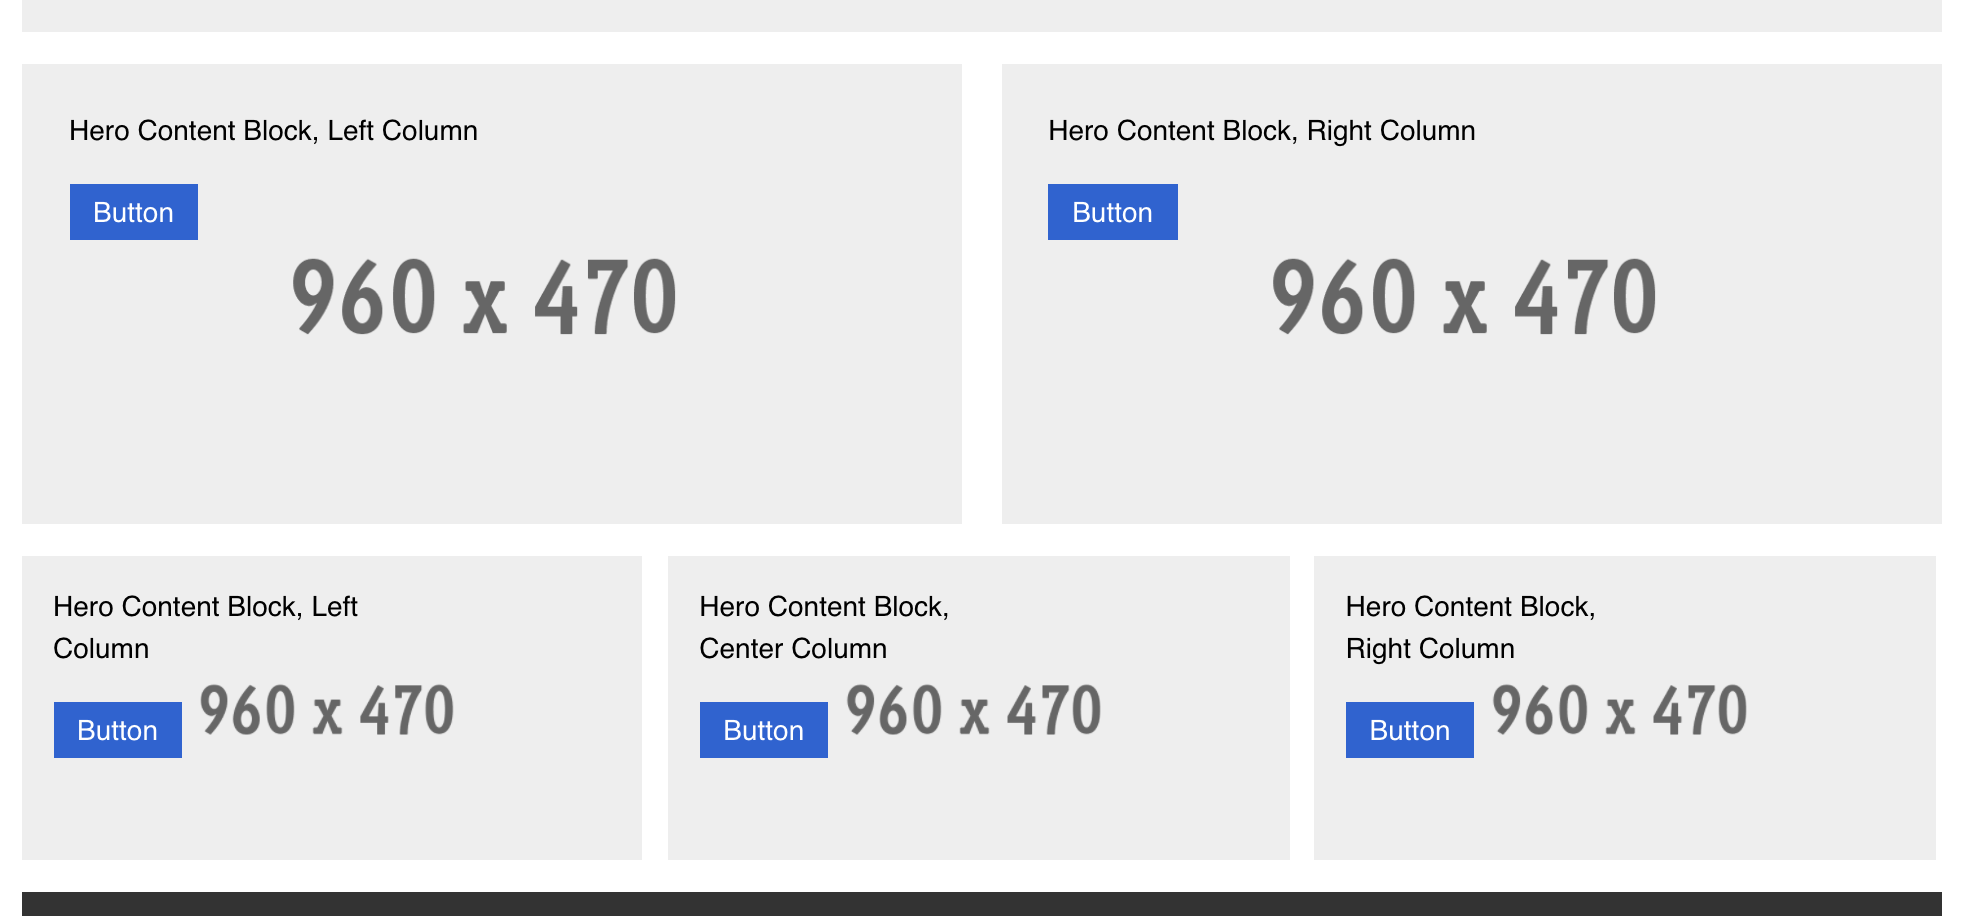 Hero Content Block, Left Column
Button
960 x 470
Hero Content Block, Right Column
Button
960 x 470
Hero Content Block, Left
Column
Button
960 x 470
Hero Content Block,
Center Column
Button
960 x 470
Hero Content Block,
Right Column
Button
960 x 470